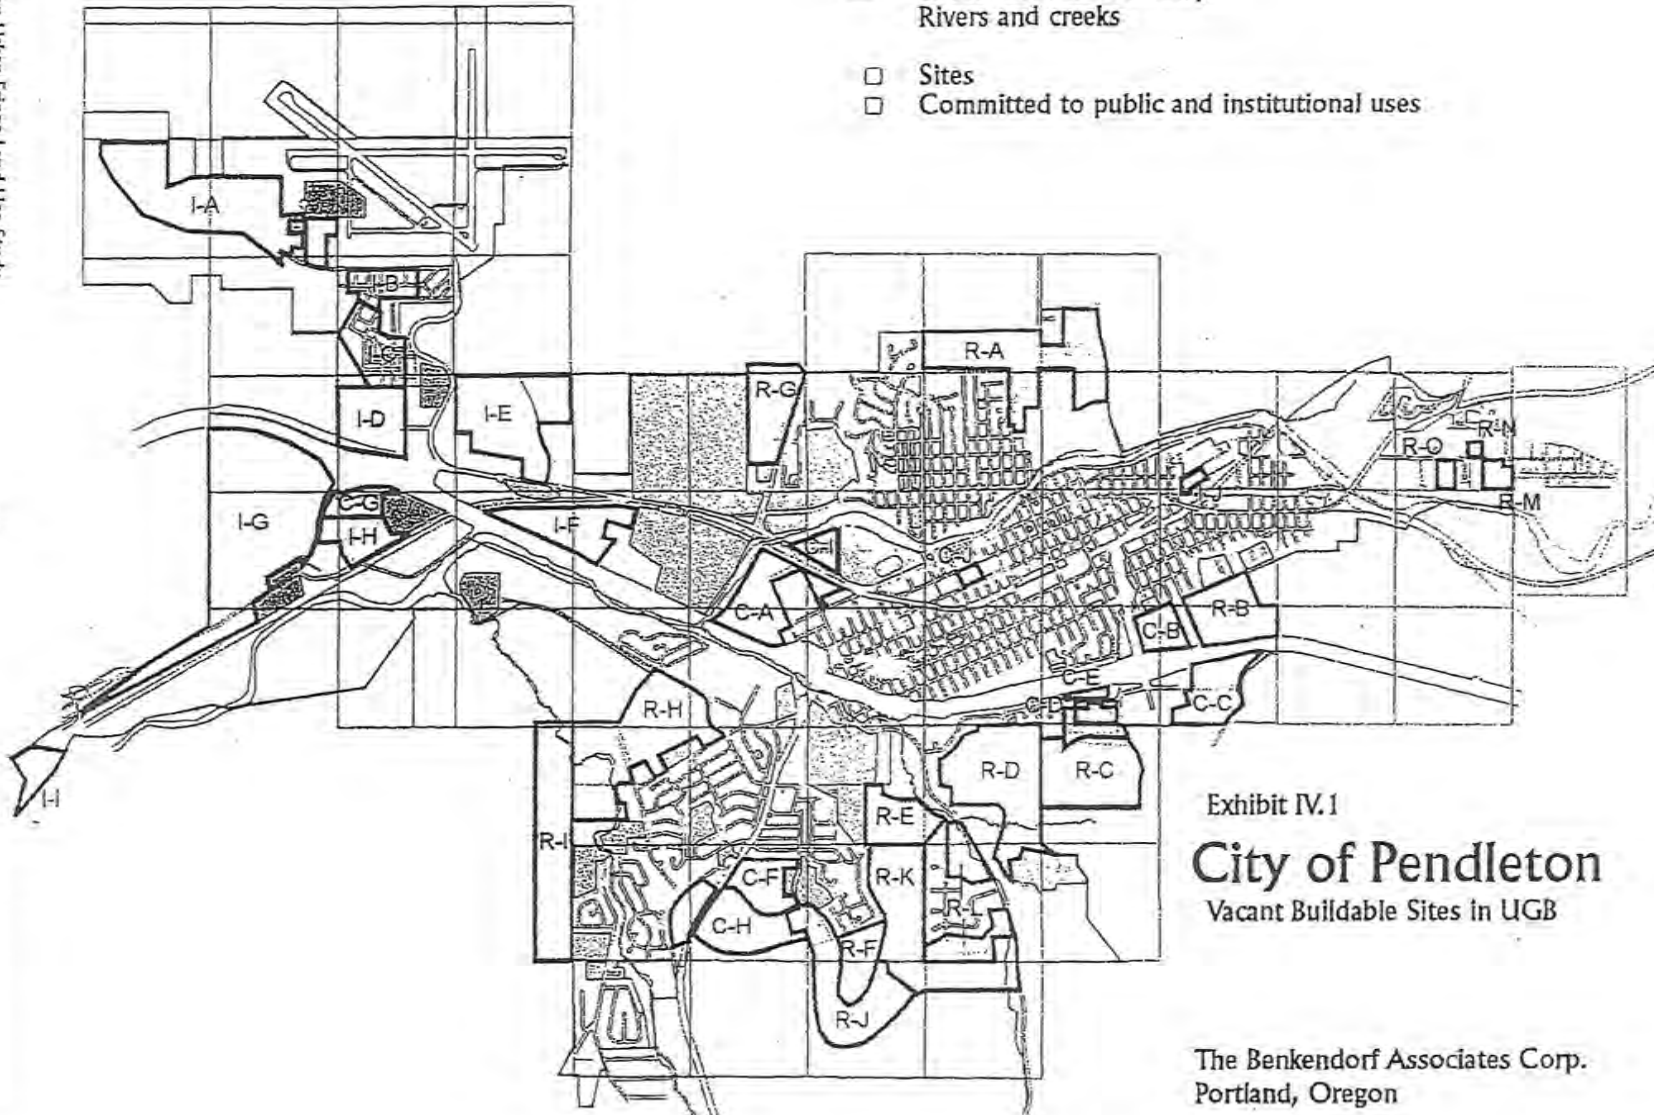 Rivers and creeks
Sites
Committed to public and institutional uses
I-A
I-B
I-D
I-E
R-G
R-A
R-O
R-N
R-M
I-G
C-G
I-H
I-F
C-I
C-A
C-B
R-B
C-E
C-D
C-C
R-H
I-I
R-D
R-C
R-I
R-E
C-F
R-K
C-H
R-L
R-F
R-J
Exhibit IV.1
City of Pendleton
Vacant Buildable Sites in UGB
The Benkendorf Associates Corp.
Portland, Oregon